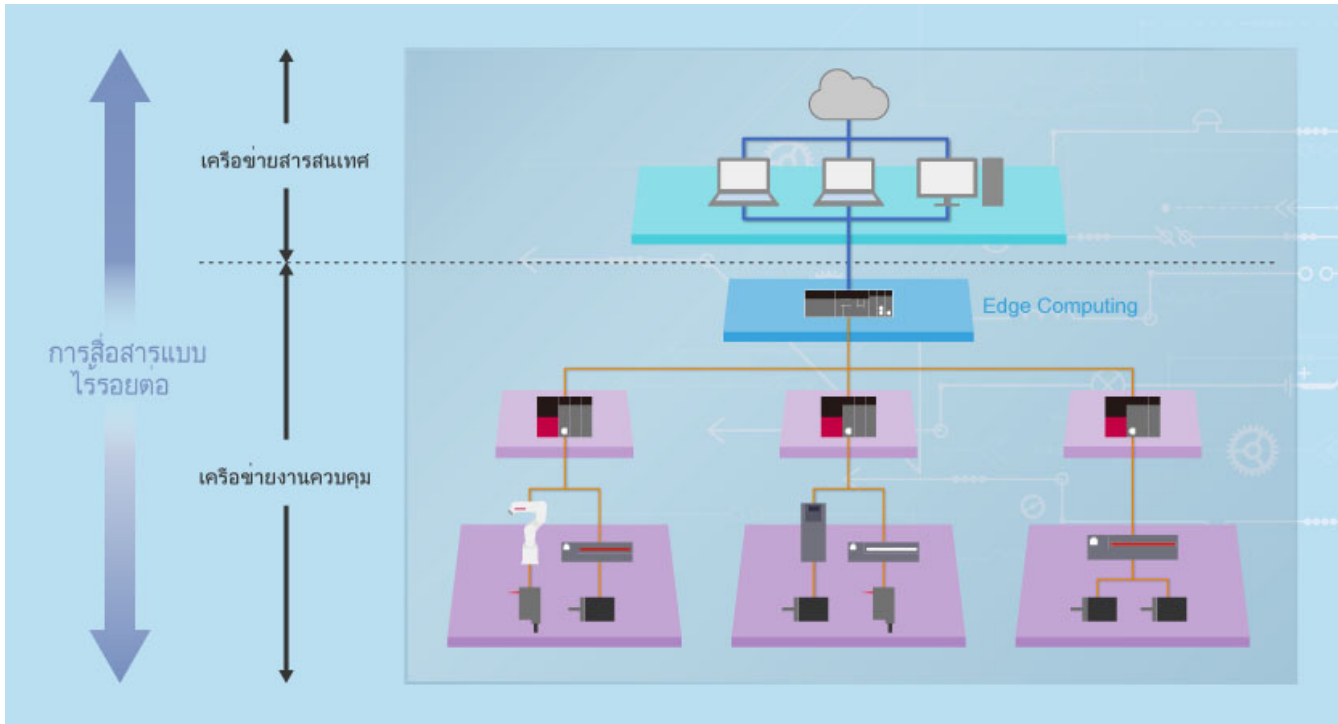 เครือข่ายสารสนเทศ
Edge Computing
การสื่อสารแบบ
ไร้รอยต่อ
เครือข่ายงานควบคุม